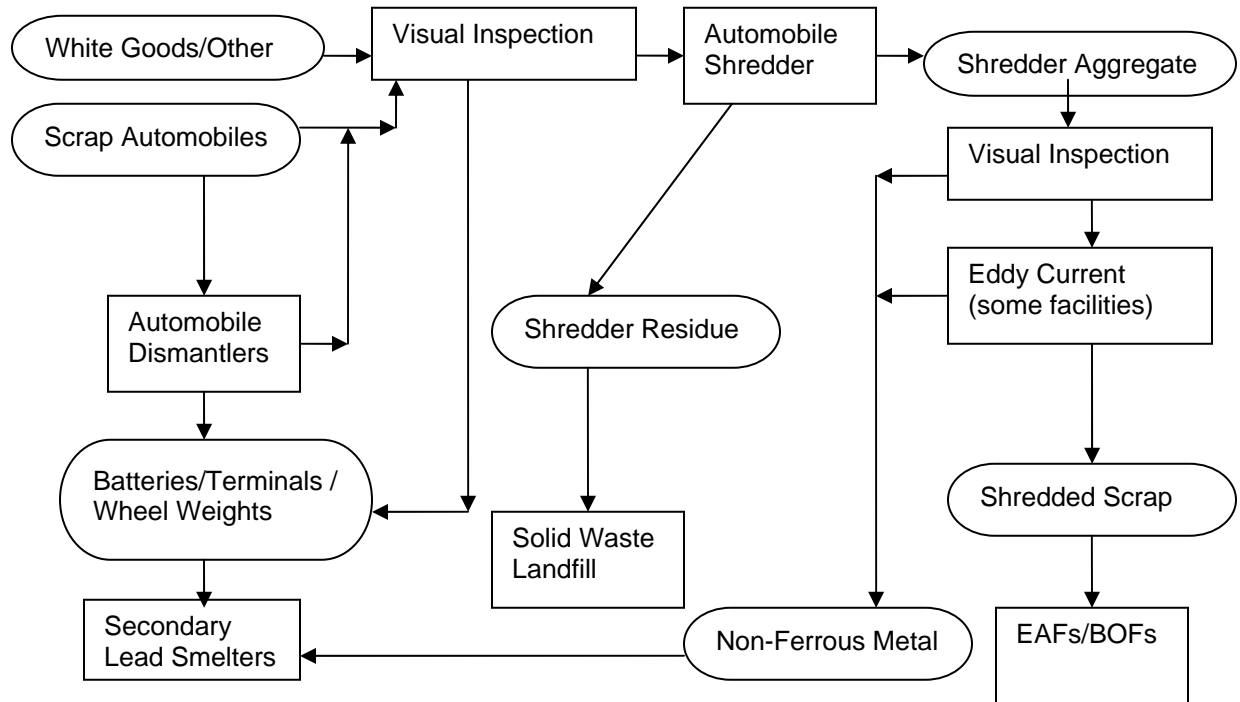 White Goods/Other
Visual Inspection
Automobile
Shredder
Shredder Aggregate
Scrap Automobiles
Visual Inspection
Eddy Current
(some facilities)
Automobile
Dismantlers
Shredder Residue
Batteries/Terminals /
Wheel Weights
Shredded Scrap
Solid Waste
Landfill
Secondary
Lead Smelters
Non-Ferrous Metal
EAFs/BOFs